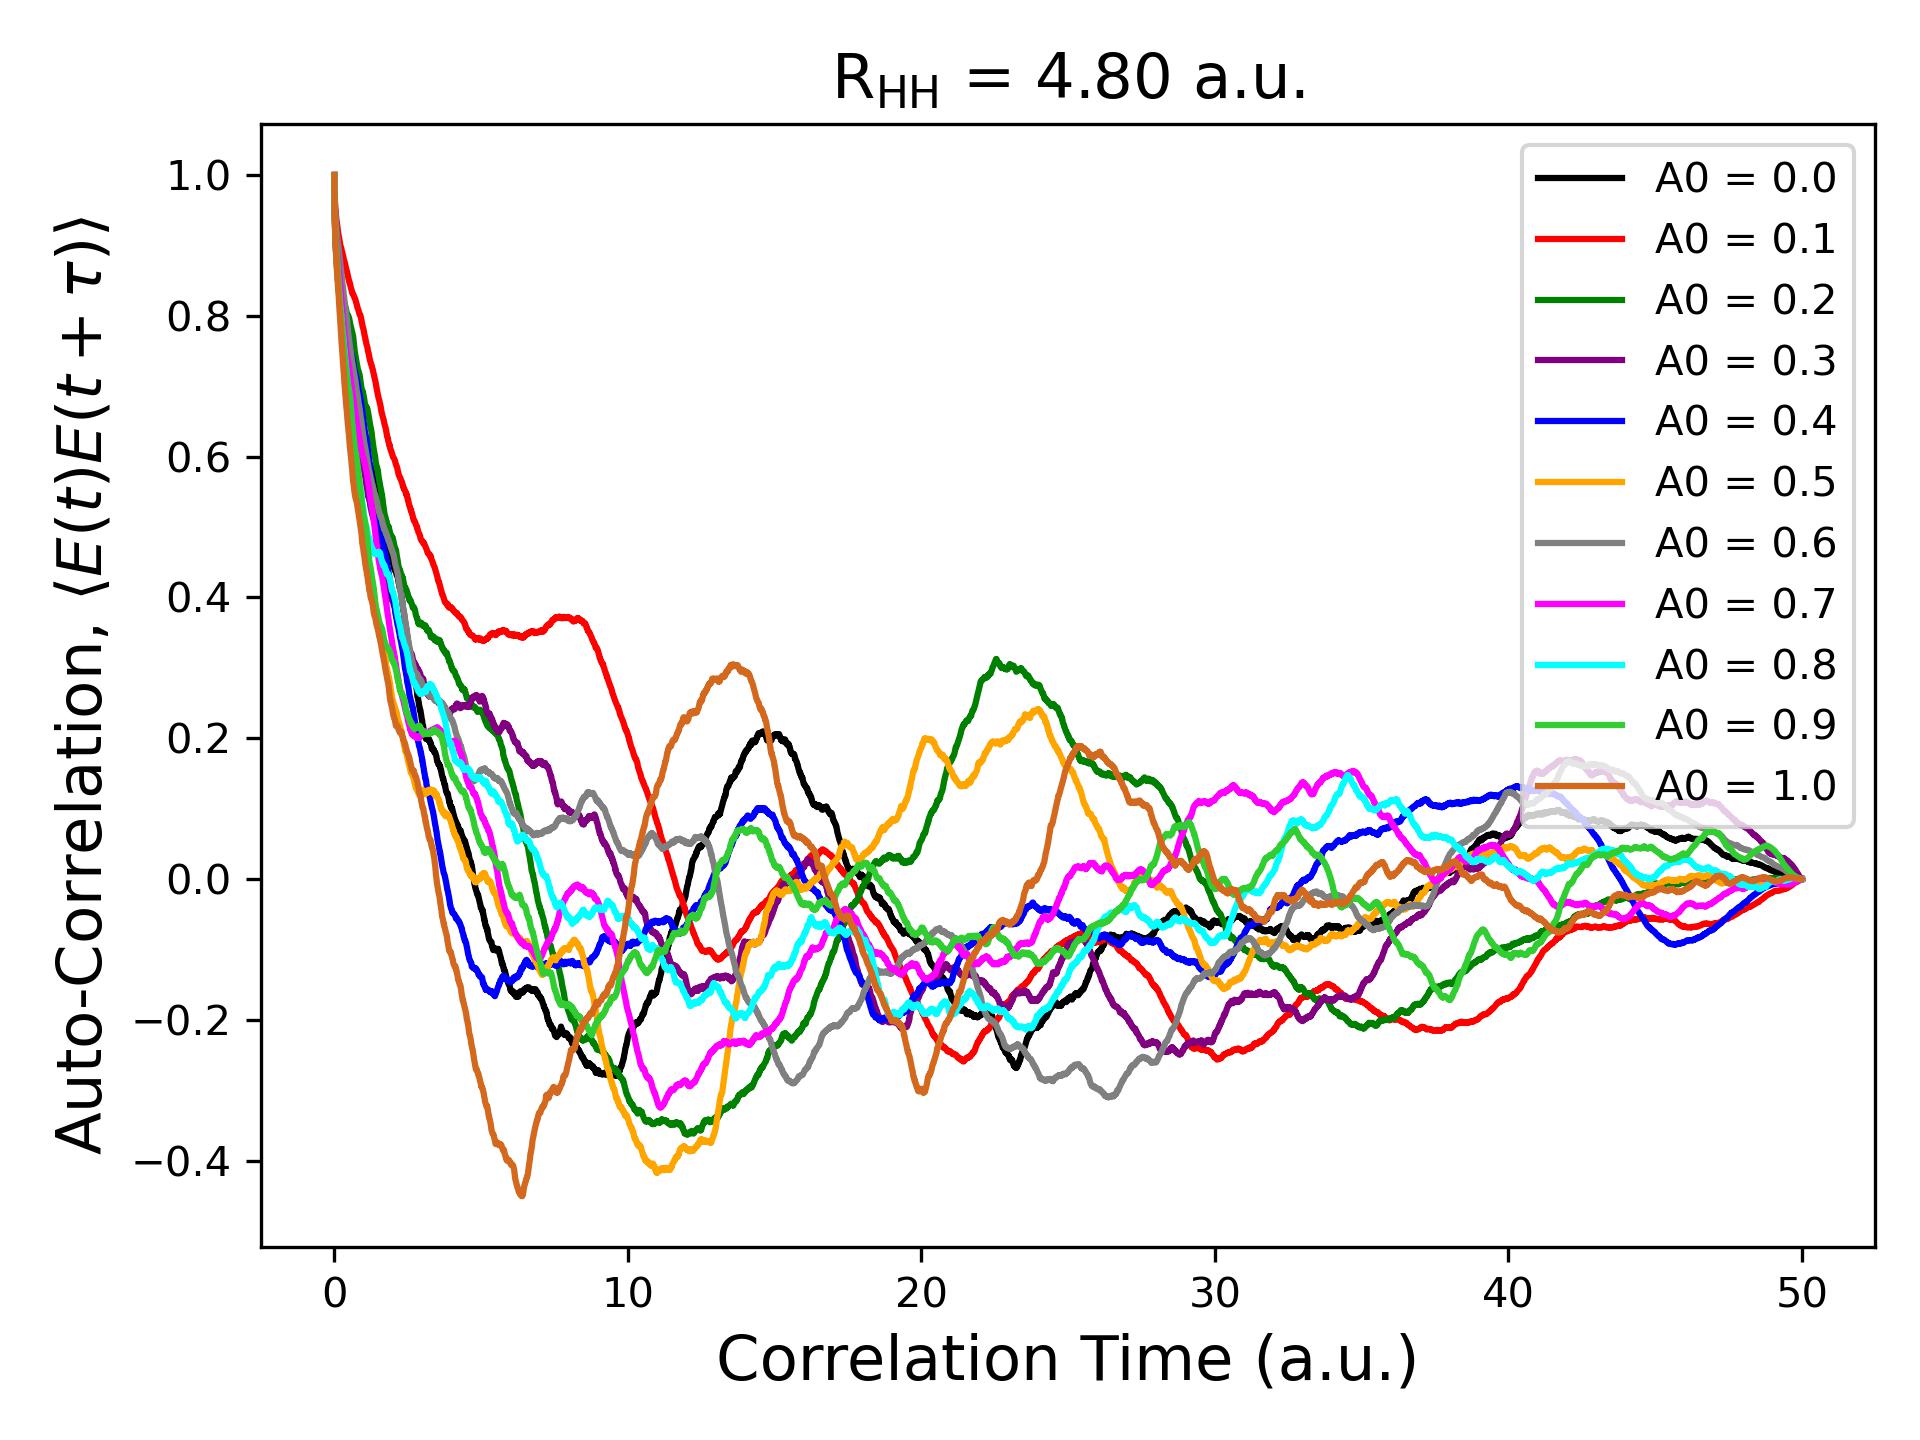 R_HH = 4.80 a.u.
Auto-Correlation, ⟨E(t)E(t + τ)⟩
1.0
0.8
0.6
0.4
0.2
0.0
−0.2
−0.4
A0 = 0.0
A0 = 0.1
A0 = 0.2
A0 = 0.3
A0 = 0.4
A0 = 0.5
A0 = 0.6
A0 = 0.7
A0 = 0.8
A0 = 0.9
A0 = 1.0
0 10 20 30 40 50
Correlation Time (a.u.)